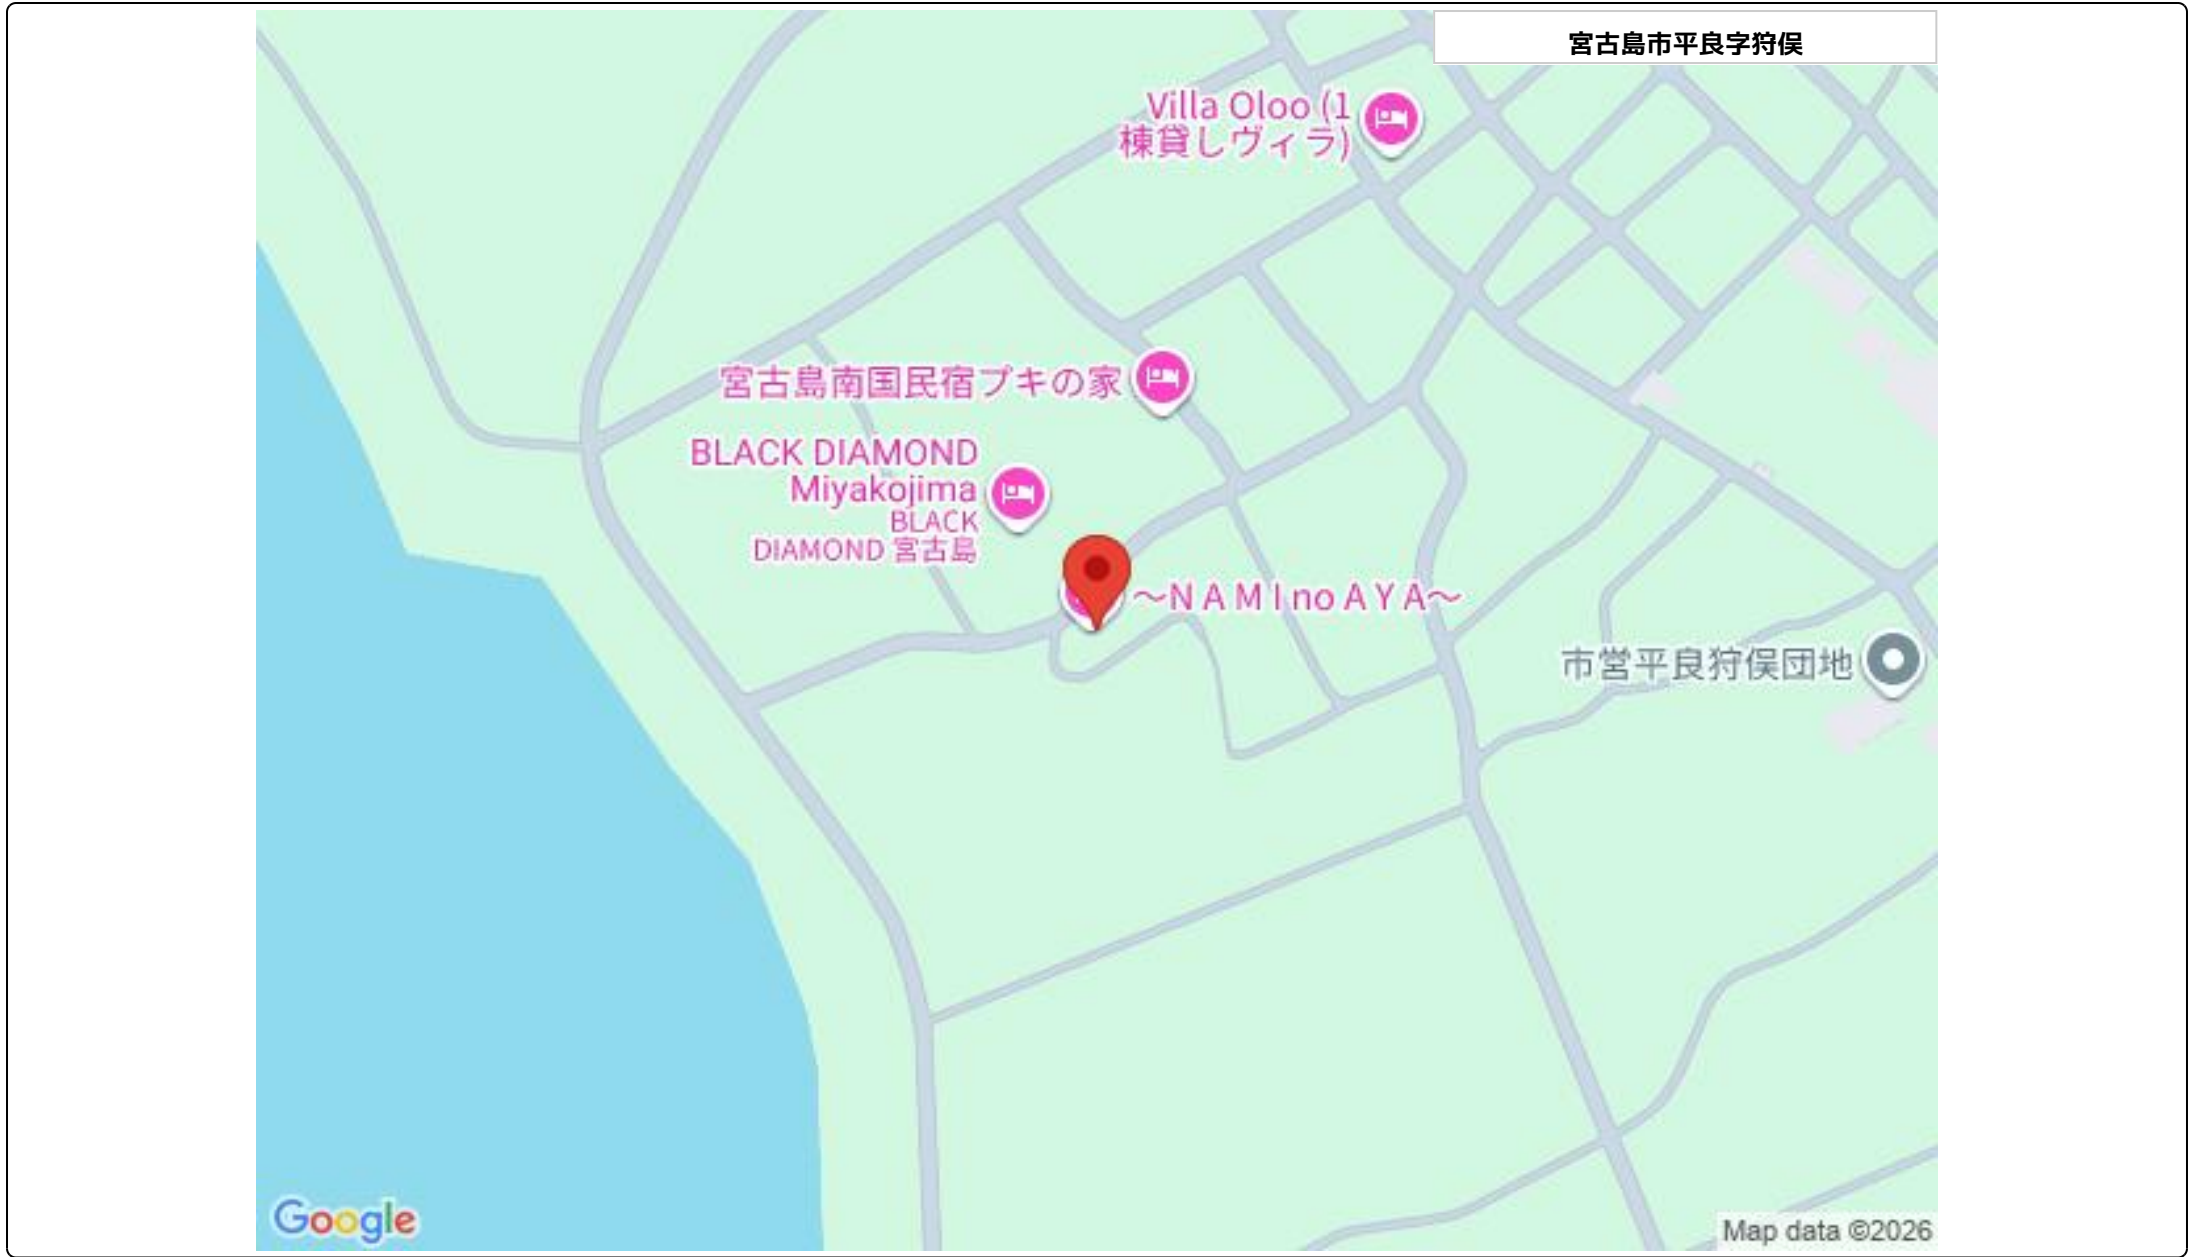 宮古島市平良字狩俣
Villa Oloo (1
棟貸しヴィラ)
宮古島南国民宿プキの家
BLACK DIAMOND
Miyakojima
BLACK
DIAMOND 宮古島
～N A M I no A Y A～
市営平良狩俣団地
Google
Map data ©2026